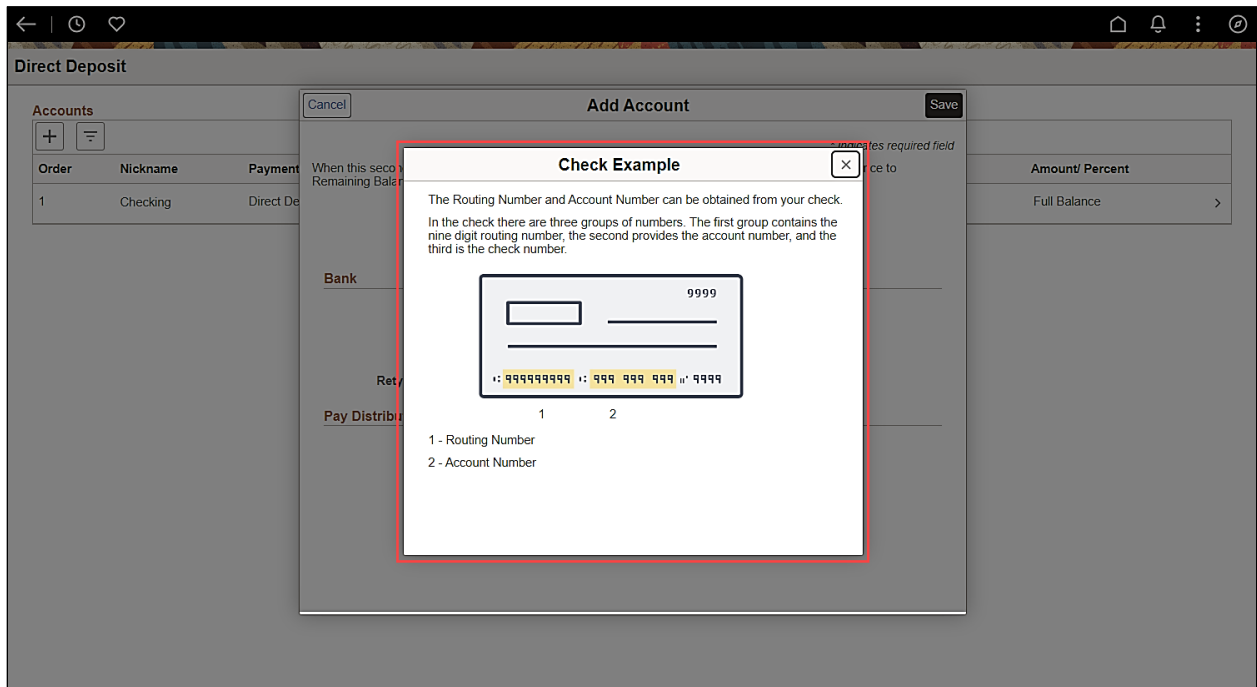 Direct Deposit
Accounts
Cancel
Add Account
Save
* Indicates required field
Order
Nickname
Payment
When this
Remaining
ce to
Amount/ Percent
1
Checking
Direct
Full Balance
Check Example
The Routing Number and Account Number can be obtained from your check.
In the check there are three groups of numbers. The first group contains the
nine digit routing number, the second provides the account number, and the
third is the check number.
Bank
9999
999999999
999 999 999
9999
1
2
1 - Routing Number
2 - Account Number
Pay